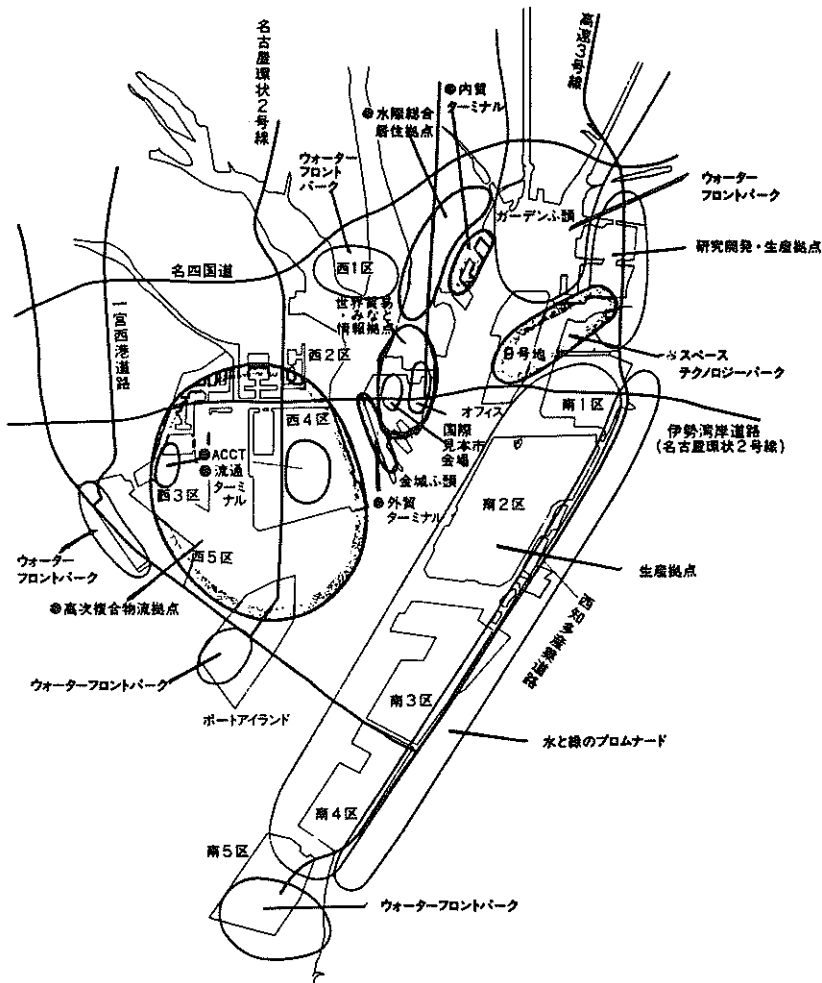 名古屋環状2号線
高速3号線
◎内貿
ターミナル
◎水際総合
居住拠点
ウォーター
フロント
パーク
ガーデンふ頭
ウォーター
フロントパーク
研究開発・生産拠点
西1区
名四国道
世界貿易
・みなと
情報拠点
一宮西港道路
西2区
9号地
スペース
テクノロジーパーク
西4区
オフィス
南1区
伊勢湾岸道路
(名古屋環状2号線)
国際
見本市
会場
◎ACCT
◎流通
ターミナル
西3区
金城ふ頭
◎外貿
ターミナル
南2区
西5区
ウォーター
フロントパーク
生産拠点
◎高次複合物流拠点
西知多産業道路
ウォーターフロントパーク
ポートアイランド
南3区
水と緑のプロムナード
南4区
南5区
ウォーターフロントパーク